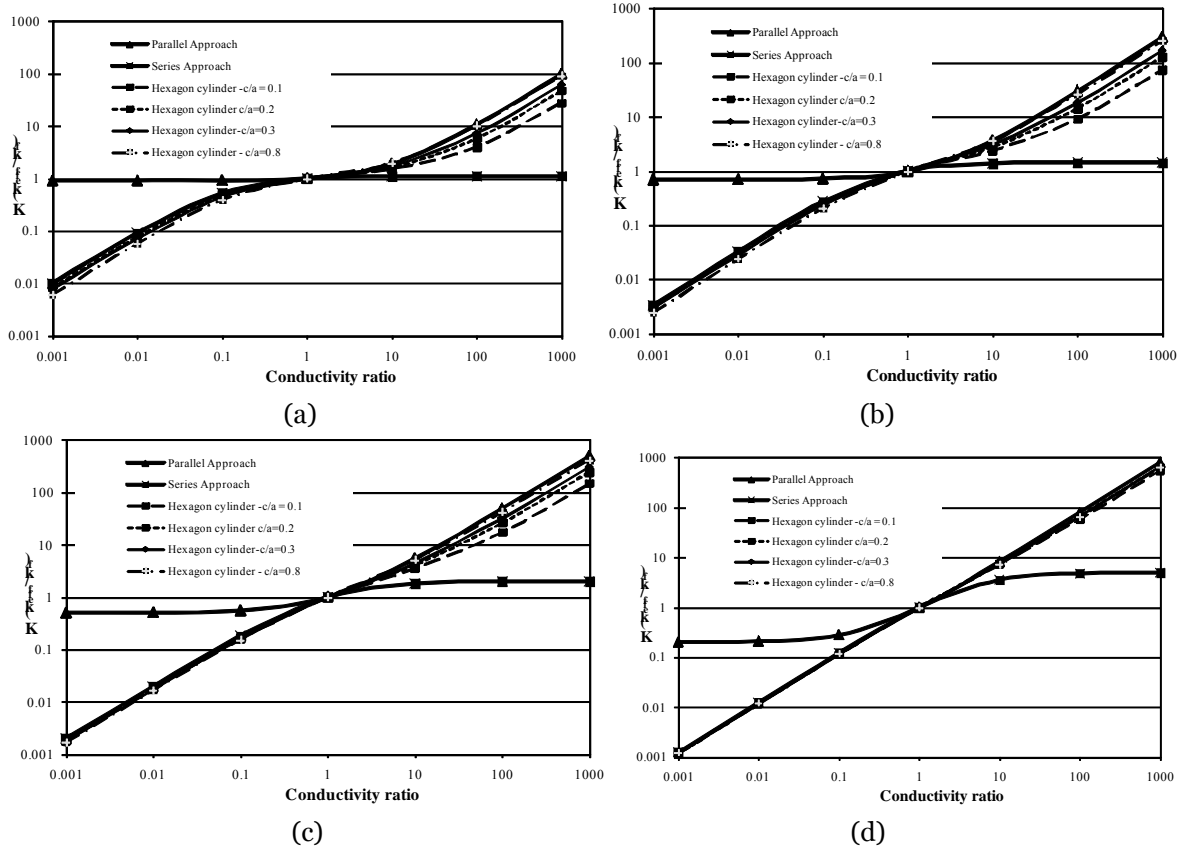 1000
100
10
1
0.1
0.01
0.001
Parallel Approach
Series Approach
Hexagon cylinder -c/a = 0.1
Hexagon cylinder c/a=0.2
Hexagon cylinder-c/a=0.3
Hexagon cylinder - c/a=0.8
0.001 0.01 0.1 1 10 100 1000
Conductivity ratio
(a)
1000
100
10
1
0.1
0.01
0.001
Parallel Approach
Series Approach
Hexagon cylinder -c/a = 0.1
Hexagon cylinder c/a=0.2
Hexagon cylinder-c/a=0.3
Hexagon cylinder - c/a=0.8
0.001 0.01 0.1 1 10 100 1000
Conductivity ratio
(b)
1000
100
10
1
0.1
0.01
0.001
Parallel Approach
Series Approach
Hexagon cylinder -c/a = 0.1
Hexagon cylinder c/a=0.2
Hexagon cylinder-c/a=0.3
Hexagon cylinder - c/a=0.8
0.001 0.01 0.1 1 10 100 1000
Conductivity ratio
(c)
1000
100
10
1
0.1
0.01
0.001
Parallel Approach
Series Approach
Hexagon cylinder -c/a = 0.1
Hexagon cylinder c/a=0.2
Hexagon cylinder-c/a=0.3
Hexagon cylinder - c/a=0.8
0.001 0.01 0.1 1 10 100 1000
Conductivity ratio
(d)